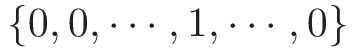 {0, 0, · · · , 1, · · · , 0}